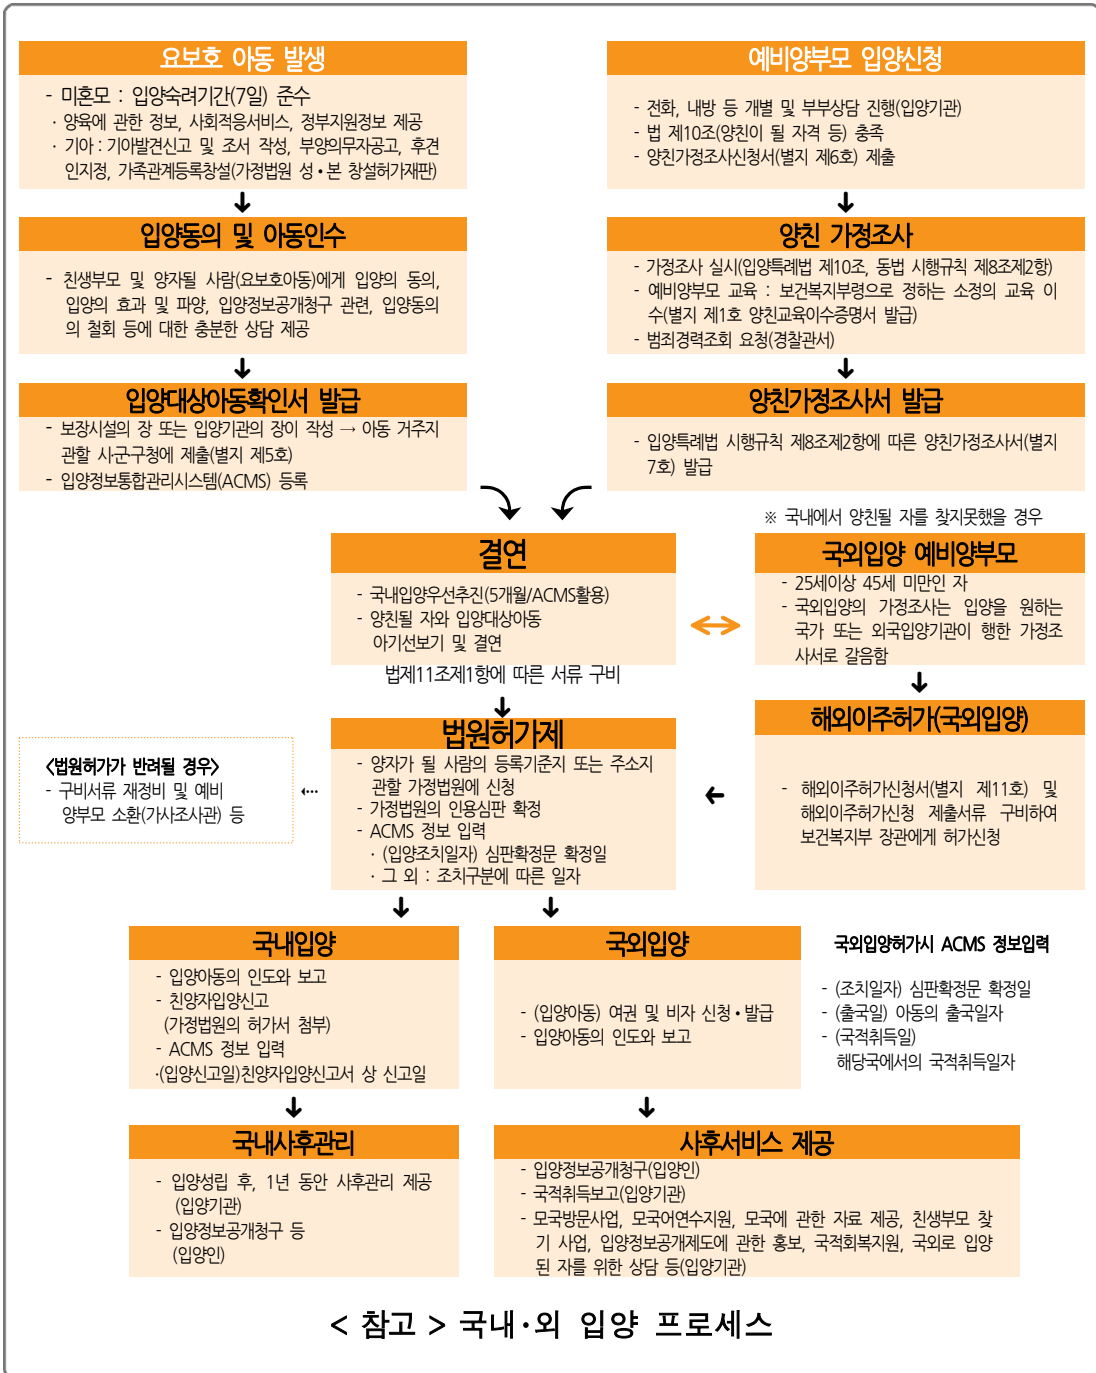 요보호 아동 발생
- 미혼모 : 입양숙려기간(7일) 준수
· 양육에 관한 정보, 사회적응서비스, 정부지원정보 제공
· 기아 : 기아발견신고 및 조서 작성, 부양의무자공고, 후견
인지정, 가족관계등록창설(가정법원 성•본 창설허가재판)
예비양부모 입양신청
- 전화, 내방 등 개별 및 부부상담 진행(입양기관)
- 법 제10조(양친이 될 자격 등) 충족
- 양친가정조사신청서(별지 제6호) 제출
입양동의 및 아동인수
- 친생부모 및 양자될 사람(요보호아동)에게 입양의 동의,
입양의 효과 및 파양, 입양정보공개청구 관련, 입양동의
의 철회 등에 대한 충분한 상담 제공
양친 가정조사
- 가정조사 실시(입양특례법 제10조, 동법 시행규칙 제8조제2항)
- 예비양부모 교육 : 보건복지부령으로 정하는 소정의 교육 이
수(별지 제1호 양친교육이수증명서 발급)
- 범죄경력조회 요청(경찰관서)
입양대상아동확인서 발급
- 보장시설의 장 또는 입양기관의 장이 작성 → 아동 거주지
관할 시·군·구청에 제출(별지 제5호)
- 입양정보통합관리시스템(ACMS) 등록
양친가정조사서 발급
- 입양특례법 시행규칙 제8조제2항에 따른 양친가정조사서(별지
7호) 발급
※ 국내에서 양친될 자를 찾지못했을 경우
결연
- 국내입양우선추진(5개월/ACMS활용)
- 양친될 자와 입양대상아동
아기선보기 및 결연
법제11조제1항에 따른 서류 구비
국외입양 예비양부모
- 25세이상 45세 미만인 자
- 국외입양의 가정조사는 입양을 원하는
국가 또는 외국입양기관이 행한 가정조
사서로 갈음함
법원허가제
- 양자가 될 사람의 등록기준지 또는 주소지
관할 가정법원에 신청
- 가정법원의 인용심판 확정
- ACMS 정보 입력
· (입양조치일자) 심판확정문 확정일
· 그 외 : 조치구분에 따른 일자
해외이주허가(국외입양)
- 해외이주허가신청서(별지 제11호) 및
해외이주허가신청 제출서류 구비하여
보건복지부 장관에게 허가신청
<법원허가가 반려될 경우>
- 구비서류 재정비 및 예비
양부모 소환(가사조사관) 등
국내입양
- 입양아동의 인도와 보고
- 친양자입양신고
(가정법원의 허가서 첨부)
- ACMS 정보 입력
·(입양신고일)친양자입양신고서 상 신고일
국외입양
- (입양아동) 여권 및 비자 신청•발급
- 입양아동의 인도와 보고
국외입양허가시 ACMS 정보입력
- (조치일자) 심판확정문 확정일
- (출국일) 아동의 출국일자
- (국적취득일)
해당국에서의 국적취득일자
국내사후관리
- 입양성립 후, 1년 동안 사후관리 제공
(입양기관)
- 입양정보공개청구 등
(입양인)
사후서비스 제공
- 입양정보공개청구(입양인)
- 국적취득보고(입양기관)
- 모국방문사업, 모국어연수지원, 모국에 관한 자료 제공, 친생부모 찾
기 사업, 입양정보공개제도에 관한 홍보, 국적회복지원, 국외로 입양
된 자를 위한 상담 등(입양기관)
< 참고 > 국내·외 입양 프로세스